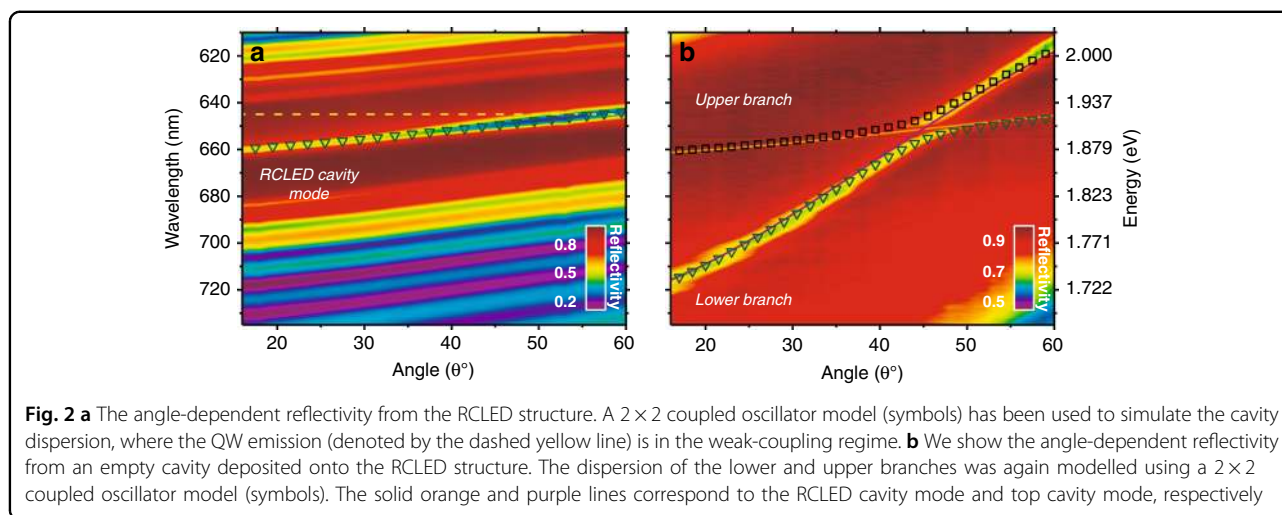 a
b
620
640
660
680
700
720
Wavelength (nm)
RCLED cavity
mode
0.8
0.5
0.2
Reflectivity
20
30
40
50
60
Angle (θ°)
Upper branch
Lower branch
0.9
0.7
0.5
Reflectivity
20
30
40
50
60
Angle (θ°)
2.000
1.937
1.879
1.823
1.771
1.722
Energy (eV)
Fig. 2 a The angle-dependent reflectivity from the RCLED structure. A 2 × 2 coupled oscillator model (symbols) has been used to simulate the cavity
dispersion, where the QW emission (denoted by the dashed yellow line) is in the weak-coupling regime. b We show the angle-dependent reflectivity
from an empty cavity deposited onto the RCLED structure. The dispersion of the lower and upper branches was again modelled using a 2 × 2
coupled oscillator model (symbols). The solid orange and purple lines correspond to the RCLED cavity mode and top cavity mode, respectively